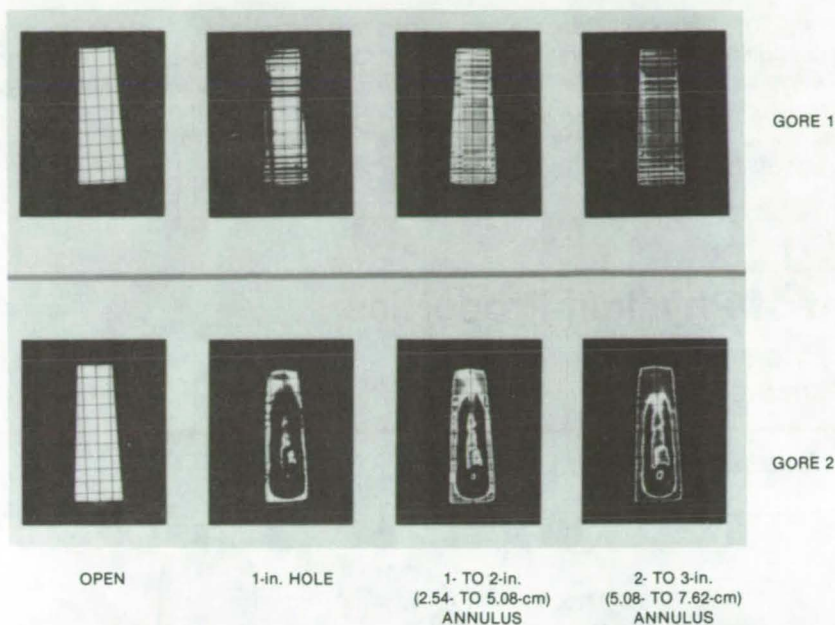 GORE 1
GORE 2
OPEN
1-in. HOLE
1- TO 2-in.
(2.54- TO 5.08-cm)
ANNULUS
2- TO 3-in.
(5.08- TO 7.62-cm)
ANNULUS